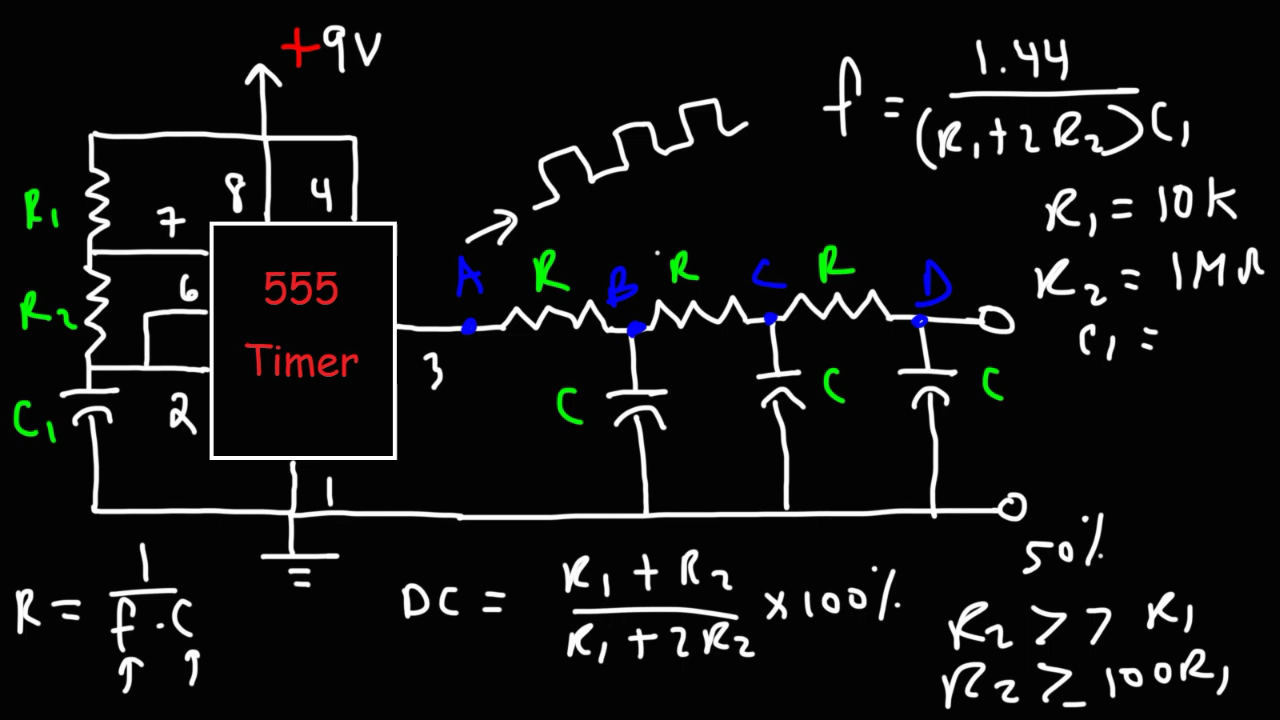 +9V
f = 1.44 / (R1 + 2R2)C1
R1 = 10k
R2 = 1MΩ
C1 =
R1
7
8
4
6
R2
C1
2
555
Timer
3
1
A
R
B
R
C
R
D
C
C
C
R = 1 / f · C
DC = R1 + R2 / R1 + 2R2 × 100%
50%
R2 >> R1
R2 ≥ 100R1